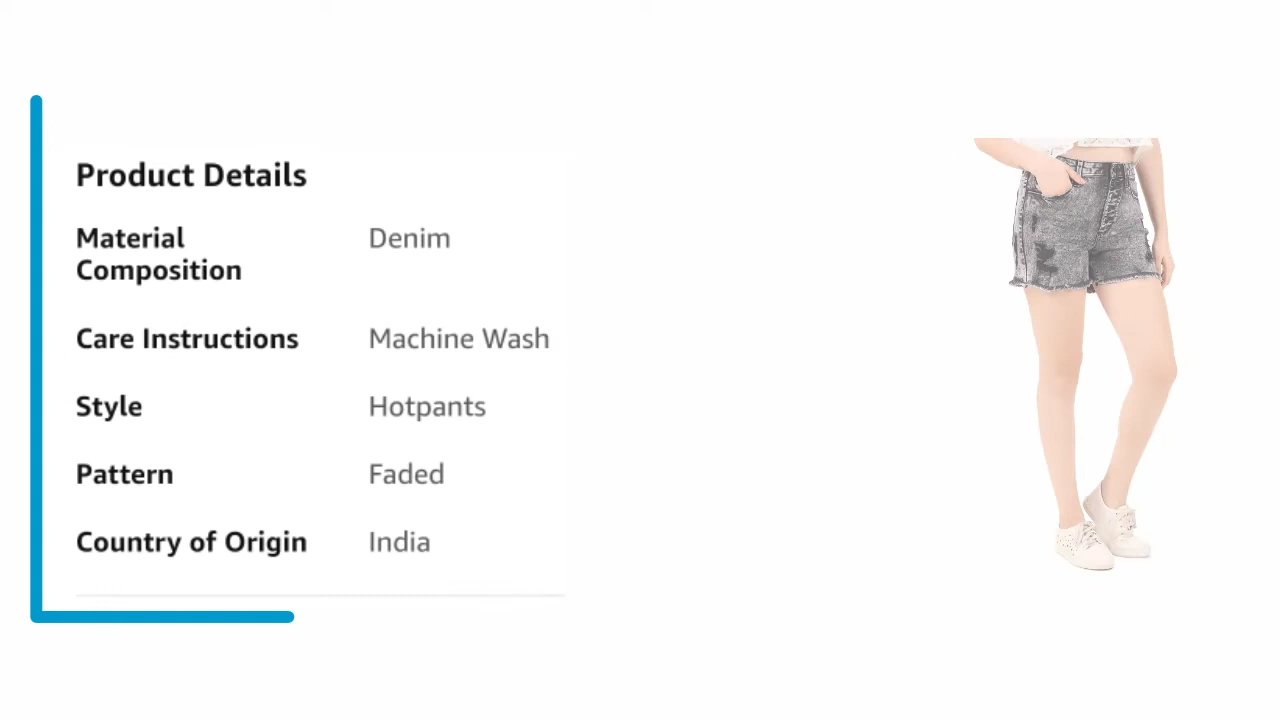 Product Details
Material Denim
Composition
Care Instructions Machine Wash
Style Hotpants
Pattern Faded
Country of Origin India